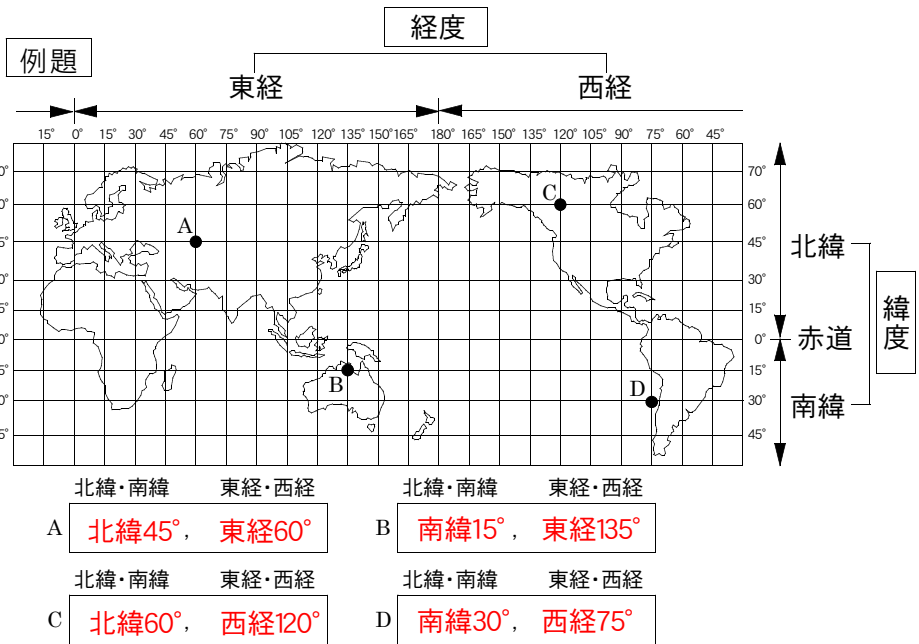 経度
例題
東経 西経
15° 0° 15° 30° 45° 60° 75° 90° 105° 120° 135° 150° 165° 180° 165° 150° 135° 120° 105° 90° 75° 60° 45°
70°
C 60°
A 45°
北緯
30°
15°
緯度
0° 赤道
B 15°
D 30°
南緯
45°
北緯・南緯 東経・西経 北緯・南緯 東経・西経
A 北緯45°, 東経60° B 南緯15°, 東経135°
北緯・南緯 東経・西経 北緯・南緯 東経・西経
C 北緯60°, 西経120° D 南緯30°, 西経75°